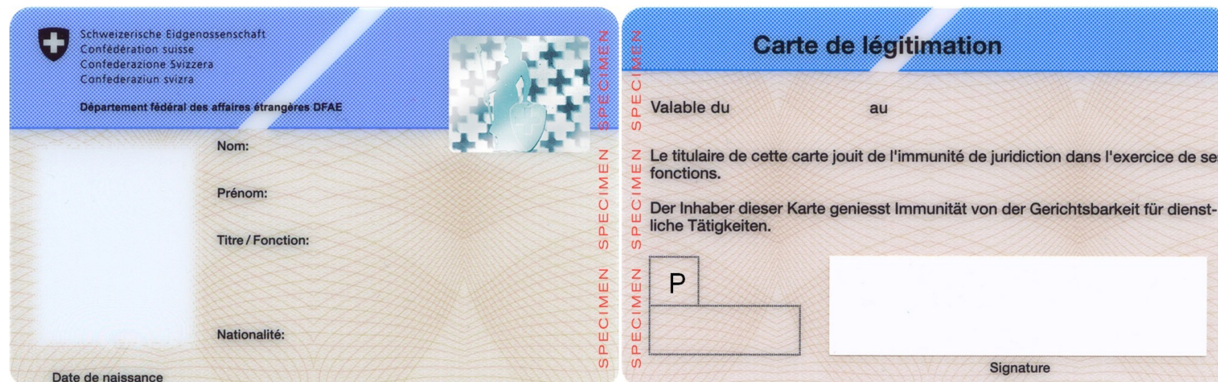 Schweizerische Eidgenossenschaft
Confédération suisse
Confederazione Svizzera
Confederaziun svizra
Département fédéral des affaires étrangères DFAE
Nom:
Prénom:
Titre / Fonction:
Nationalité:
Date de naissance
SPECIMEN SPECIMEN SPECIMEN
SPECIMEN SPECIMEN SPECIMEN
Carte de légitimation
Valable du au
Le titulaire de cette carte jouit de l'immunité de juridiction dans l'exercice de se
fonctions.
Der Inhaber dieser Karte geniesst Immunität von der Gerichtsbarkeit für dienst-
liche Tätigkeiten.
P
Signature